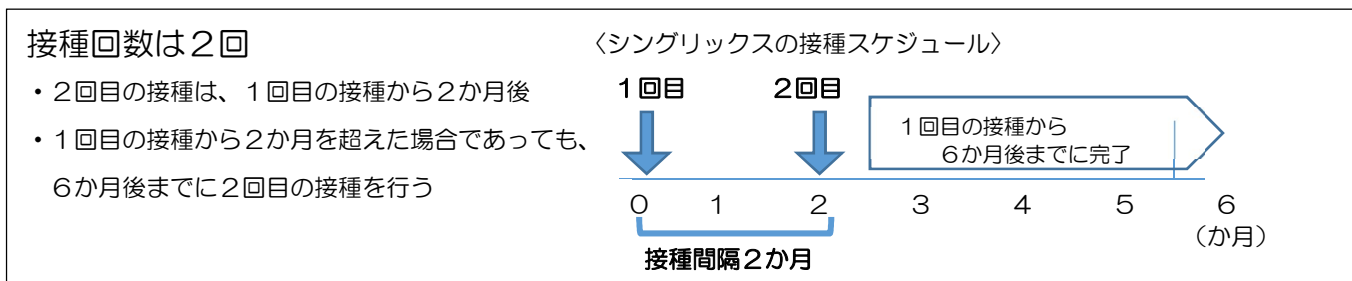 接種回数は２回
・２回目の接種は、１回目の接種から２か月後
・１回目の接種から２か月を超えた場合であっても、
６か月後までに２回目の接種を行う
〈シングリックスの接種スケジュール〉
１回目 ２回目
１回目の接種から
６か月後までに完了
０ １ ２ ３ ４ ５ ６
（か月）
接種間隔２か月